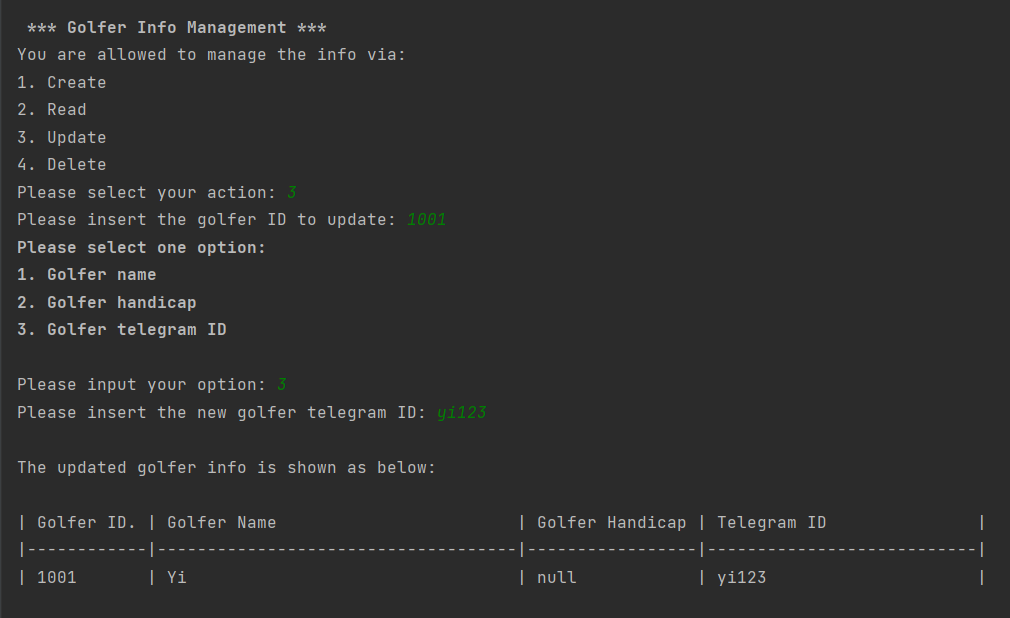 *** Golfer Info Management ***
You are allowed to manage the info via:
1. Create
2. Read
3. Update
4. Delete
Please select your action: 3
Please insert the golfer ID to update: 1001
Please select one option:
1. Golfer name
2. Golfer handicap
3. Golfer telegram ID
Please input your option: 3
Please insert the new golfer telegram ID: yi123
The updated golfer info is shown as below:
| Golfer ID. | Golfer Name                        | Golfer Handicap | Telegram ID               |
|------------|------------------------------------|-----------------|---------------------------|
| 1001       | Yi                                 | null            | yi123                     |